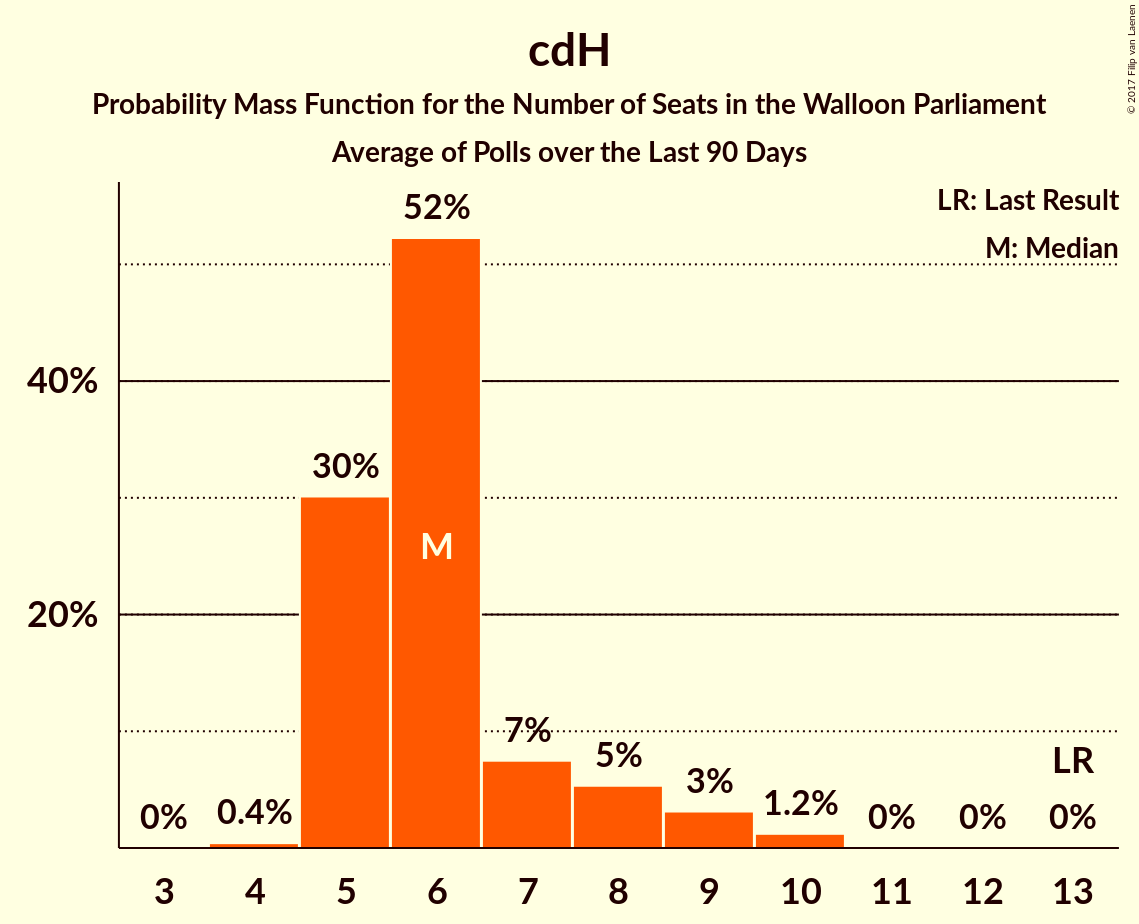 cdH
Probability Mass Function for the Number of Seats in the Walloon Parliament
Average of Polls over the Last 90 Days
© 2017 Filip van Laenen
LR: Last Result
M: Median
52%
40%
30%
M
20%
7%
5%
3%
1.2%
LR
0%
0.4%
0%
0%
0%
3 4 5 6 7 8 9 10 11 12 13